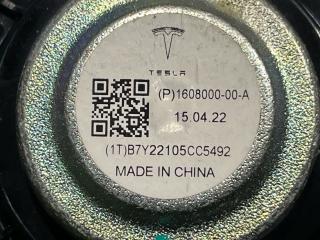 TESLA
(P)1608000-00-A
15.04.22
(1T)B7Y22105CC5492
MADE IN CHINA